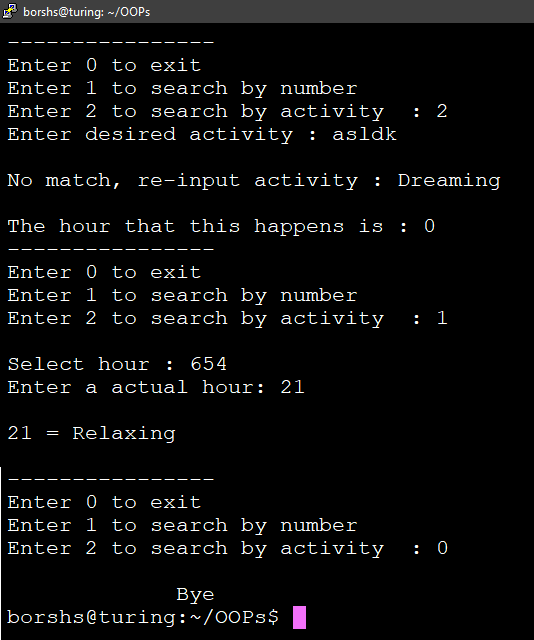 borshs@turing: ~/OOPs
----------------
Enter 0 to exit
Enter 1 to search by number
Enter 2 to search by activity  : 2
Enter desired activity : asldk
No match, re-input activity : Dreaming
The hour that this happens is : 0
----------------
Enter 0 to exit
Enter 1 to search by number
Enter 2 to search by activity  : 1
Select hour : 654
Enter a actual hour: 21
21 = Relaxing
----------------
Enter 0 to exit
Enter 1 to search by number
Enter 2 to search by activity  : 0
Bye
borshs@turing:~/OOPs$